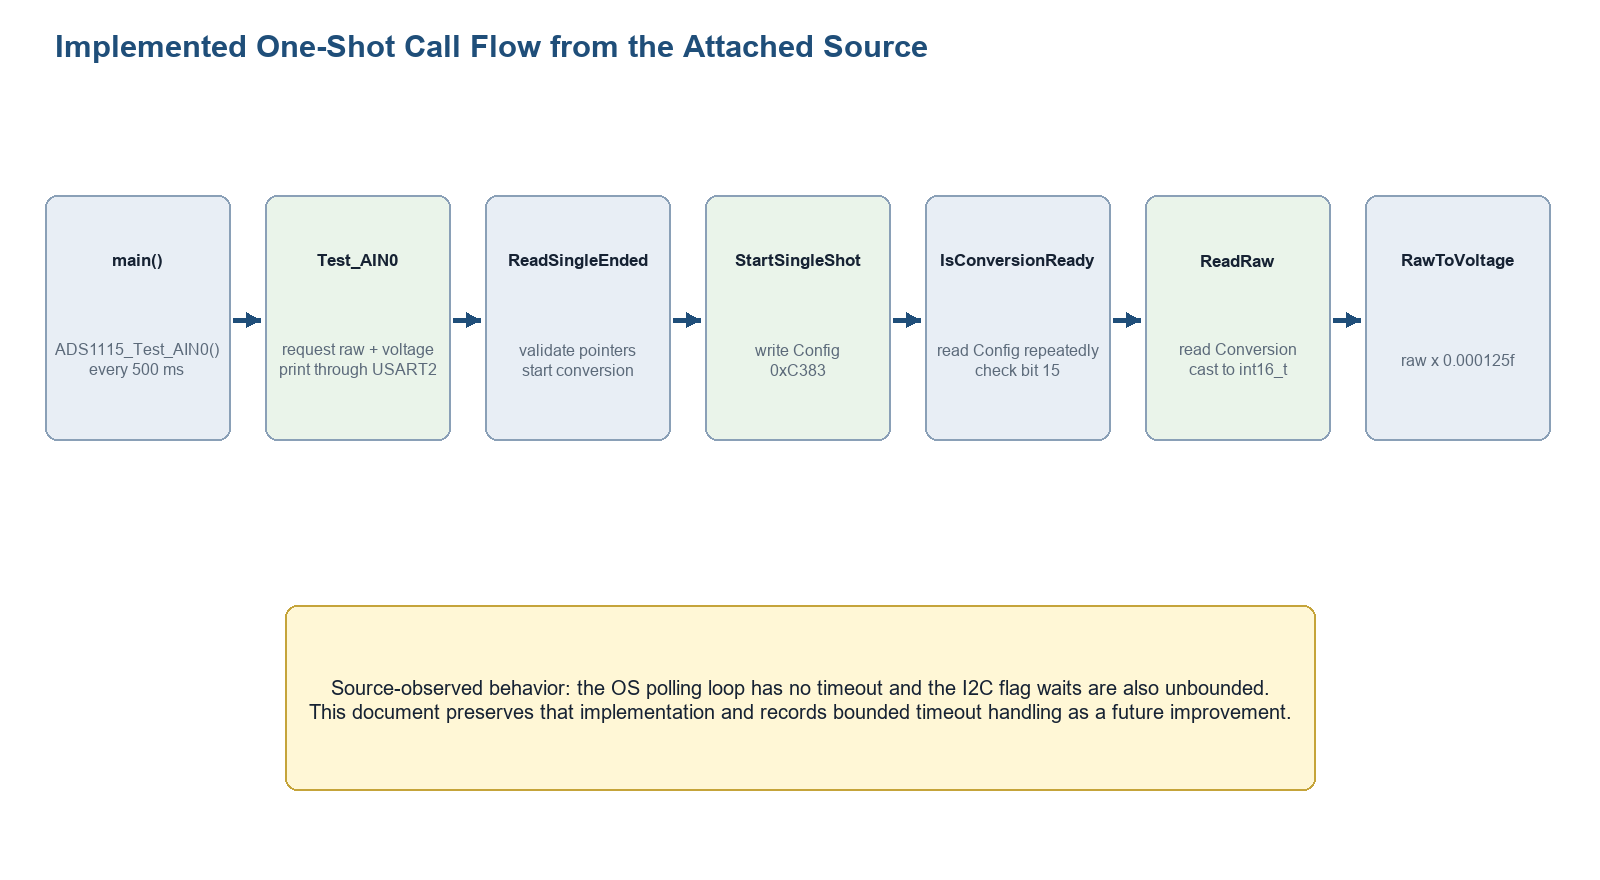 Implemented One-Shot Call Flow from the Attached Source
main()
ADS1115_Test_AIN0()
every 500 ms
Test_AIN0
request raw + voltage
print through USART2
ReadSingleEnded
validate pointers
start conversion
StartSingleShot
write Config
0xC383
IsConversionReady
read Config repeatedly
check bit 15
ReadRaw
read Conversion
cast to int16_t
RawToVoltage
raw x 0.000125f
Source-observed behavior: the OS polling loop has no timeout and the I2C flag waits are also unbounded.
This document preserves that implementation and records bounded timeout handling as a future improvement.